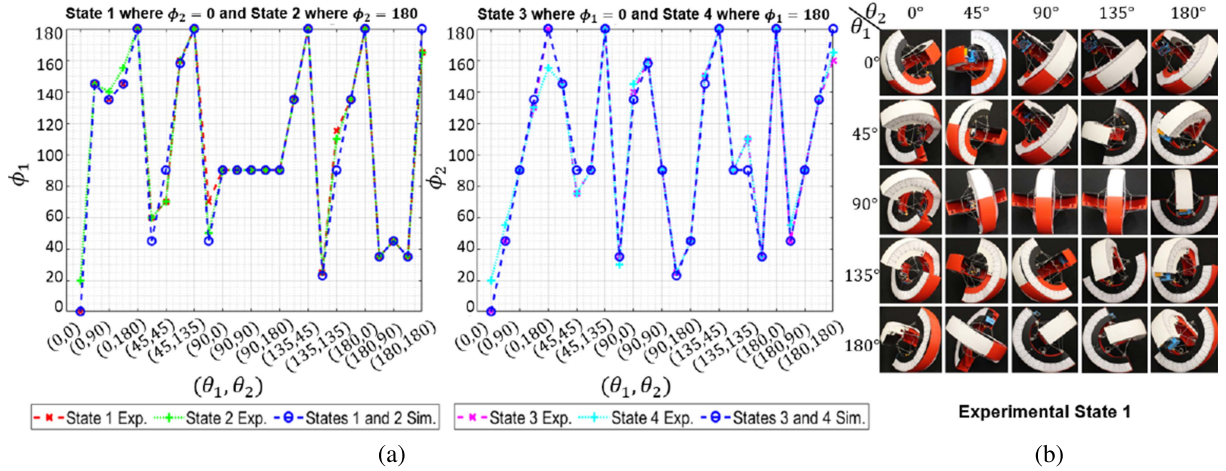 State 1 where ϕ₂ = 0 and State 2 where ϕ₂ = 180
180
160
140
120
100
80
60
40
20
0
ϕ₁
(0,0)
(0,90)
(0,180)
(45,45)
(45,135)
(90,0)
(90,90)
(90,180)
(135,45)
(135,135)
(180,0)
(180,90)
(180,180)
(θ₁, θ₂)
State 1 Exp.
State 2 Exp.
States 1 and 2 Sim.
State 3 where ϕ₁ = 0 and State 4 where ϕ₁ = 180
180
160
140
120
100
80
60
40
20
0
ϕ₂
(0,0)
(0,90)
(0,180)
(45,45)
(45,135)
(90,0)
(90,90)
(90,180)
(135,45)
(135,135)
(180,0)
(180,90)
(180,180)
(θ₁, θ₂)
State 3 Exp.
State 4 Exp.
States 3 and 4 Sim.
(a)
(b)
θ₂
θ₁
0° 45° 90° 135° 180°
0°
45°
90°
135°
180°
Experimental State 1